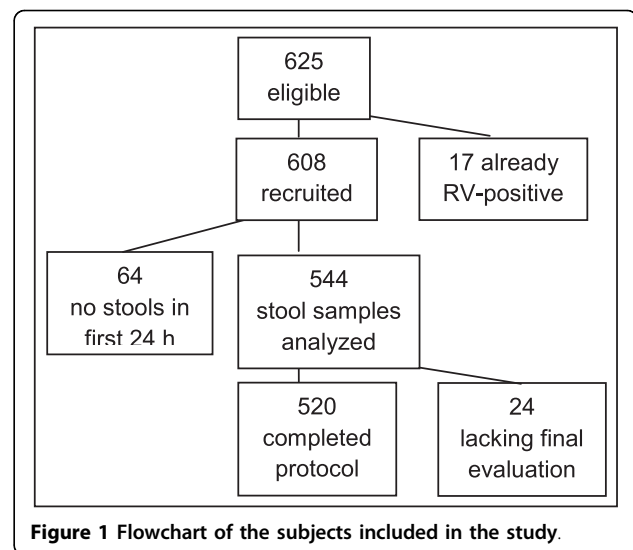 625
eligible
608
recruited
17 already
RV-positive
64
no stools in
first 24 h
544
stool samples
analyzed
520
completed
protocol
24
lacking final
evaluation
Figure 1 Flowchart of the subjects included in the study.